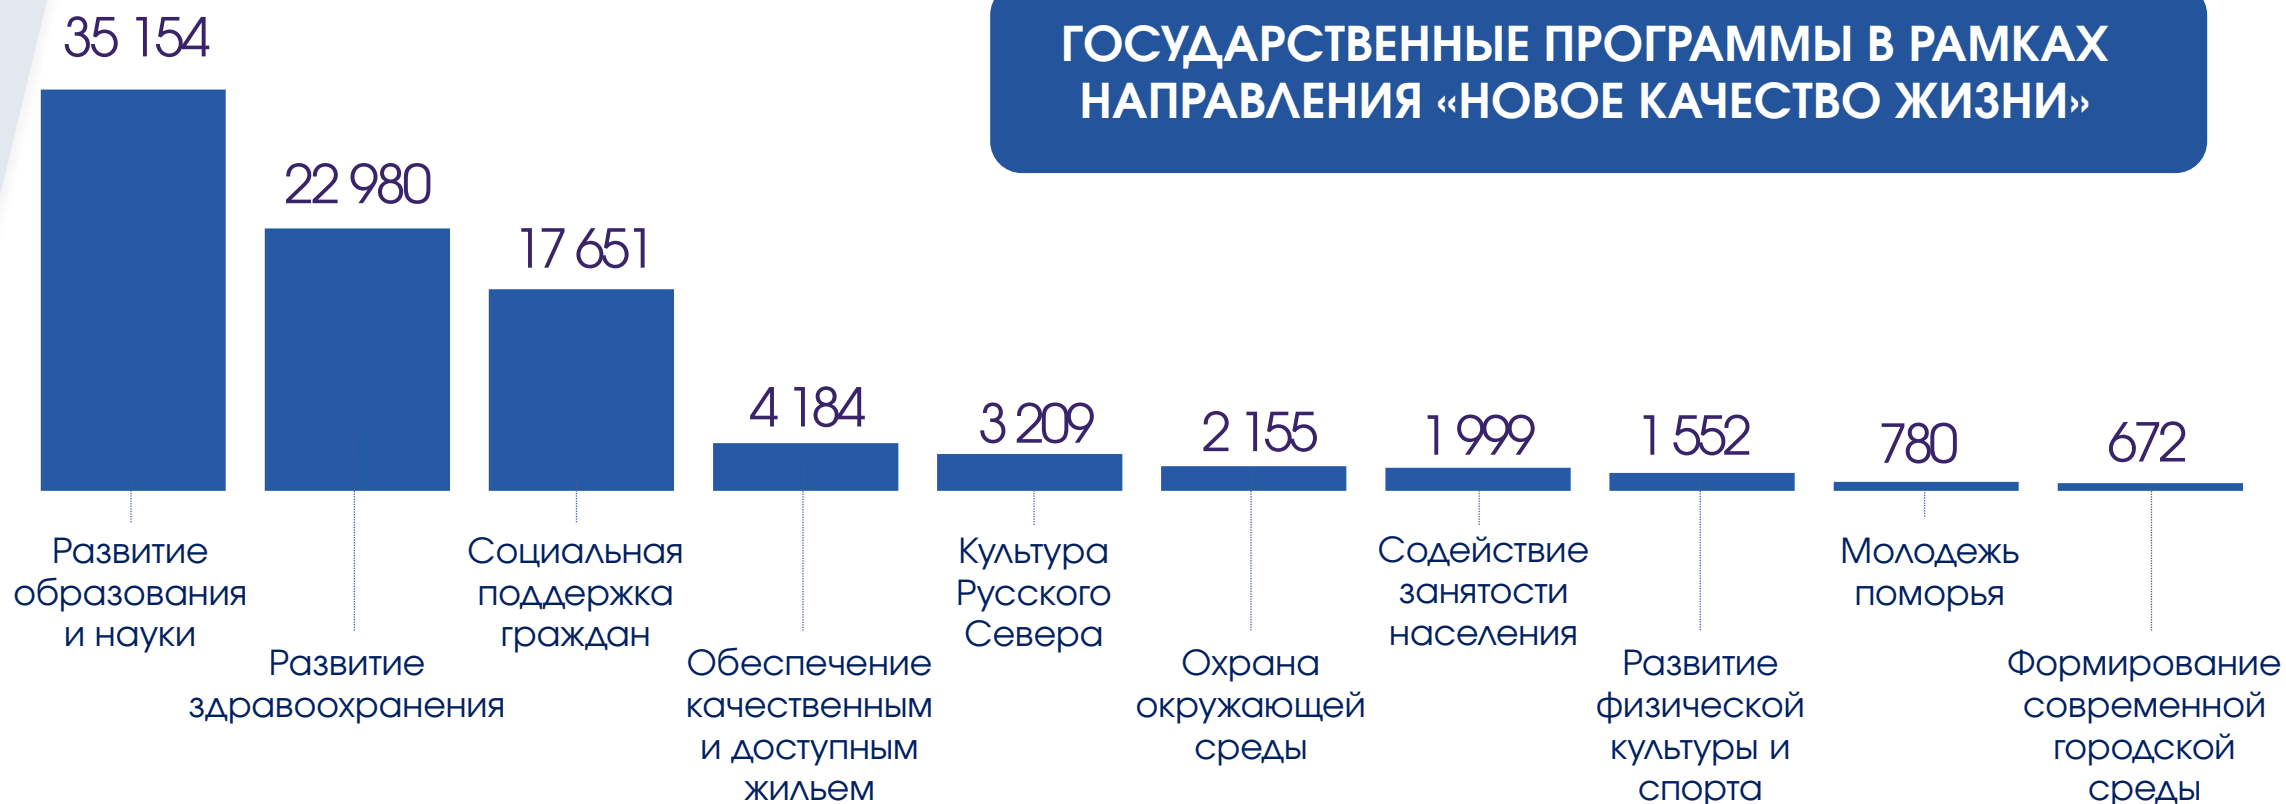 ГОСУДАРСТВЕННЫЕ ПРОГРАММЫ В РАМКАХ
НАПРАВЛЕНИЯ «НОВОЕ КАЧЕСТВО ЖИЗНИ»
35 154
22 980
17 651
4 184
3 209
2 155
1 999
1 552
780
672
Развитие
образования
и науки
Развитие
здравоохранения
Социальная
поддержка
граждан
Обеспечение
качественным
и доступным
жильем
Культура
Русского
Севера
Охрана
окружающей
среды
Содействие
занятости
населения
Развитие
физической
культуры и
спорта
Молодежь
поморья
Формирование
современной
городской
среды